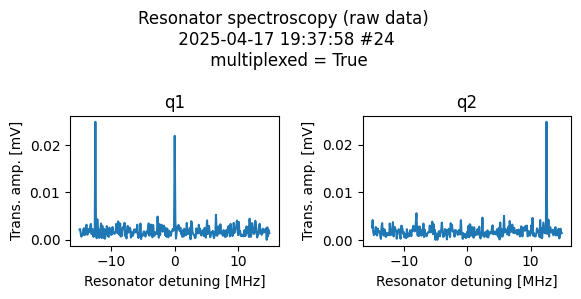 Resonator spectroscopy (raw data)
2025-04-17 19:37:58 #24
multiplexed = True
q1
q2
Trans. amp. [mV]
0.02
0.01
0.00
−10
0
10
Resonator detuning [MHz]
Trans. amp. [mV]
0.02
0.01
0.00
−10
0
10
Resonator detuning [MHz]